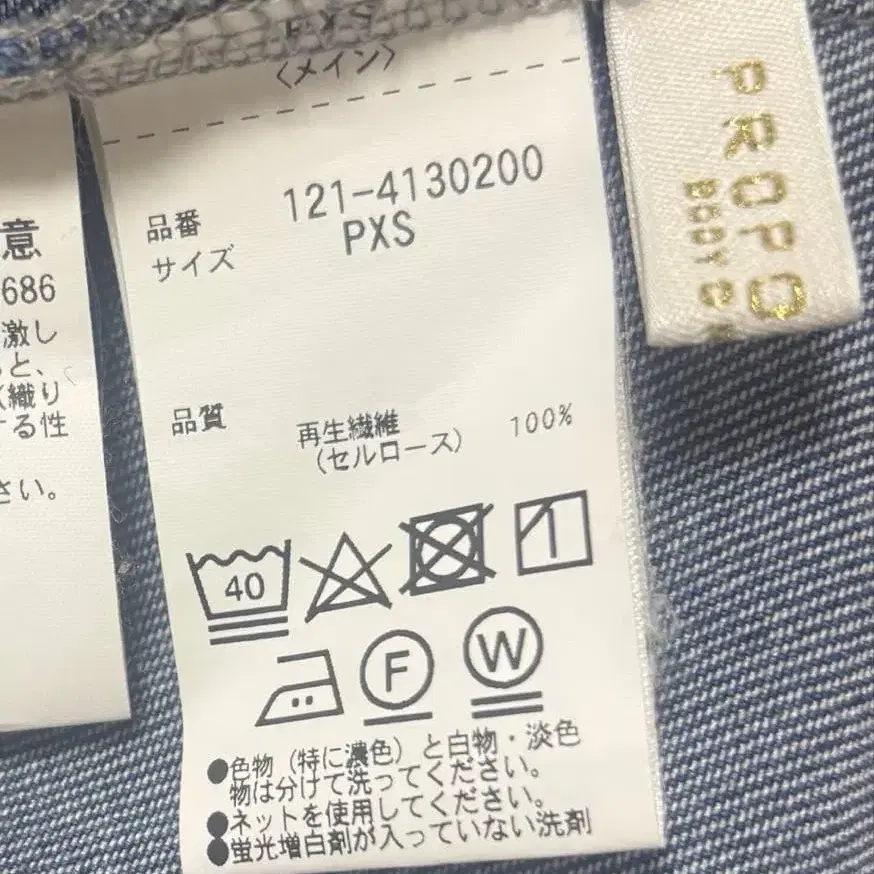 〈メイン〉
品番 121-4130200
サイズ PXS
品質 再生繊維 100%
(セルロース)
40
1
F
W
●色物(特に濃色)と白物・淡色
物は分けて洗ってください。
●ネットを使用してください。
●蛍光増白剤が入っていない洗剤
意
686
激し
と、
織り
する性
さい。
PROPO
BODY